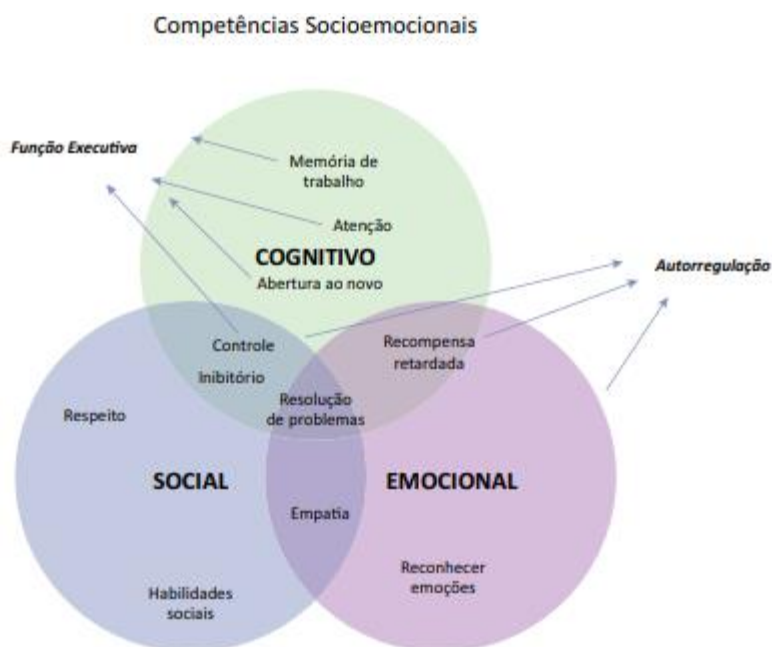 Competências Socioemocionais
Função Executiva
Memória de
trabalho
Atenção
COGNITIVO
Abertura ao novo
Autorregulação
Controle
Inibitório
Recompensa
retardada
Resolução
de problemas
Respeito
SOCIAL
EMOCIONAL
Empatia
Habilidades
sociais
Reconhecer
emoções